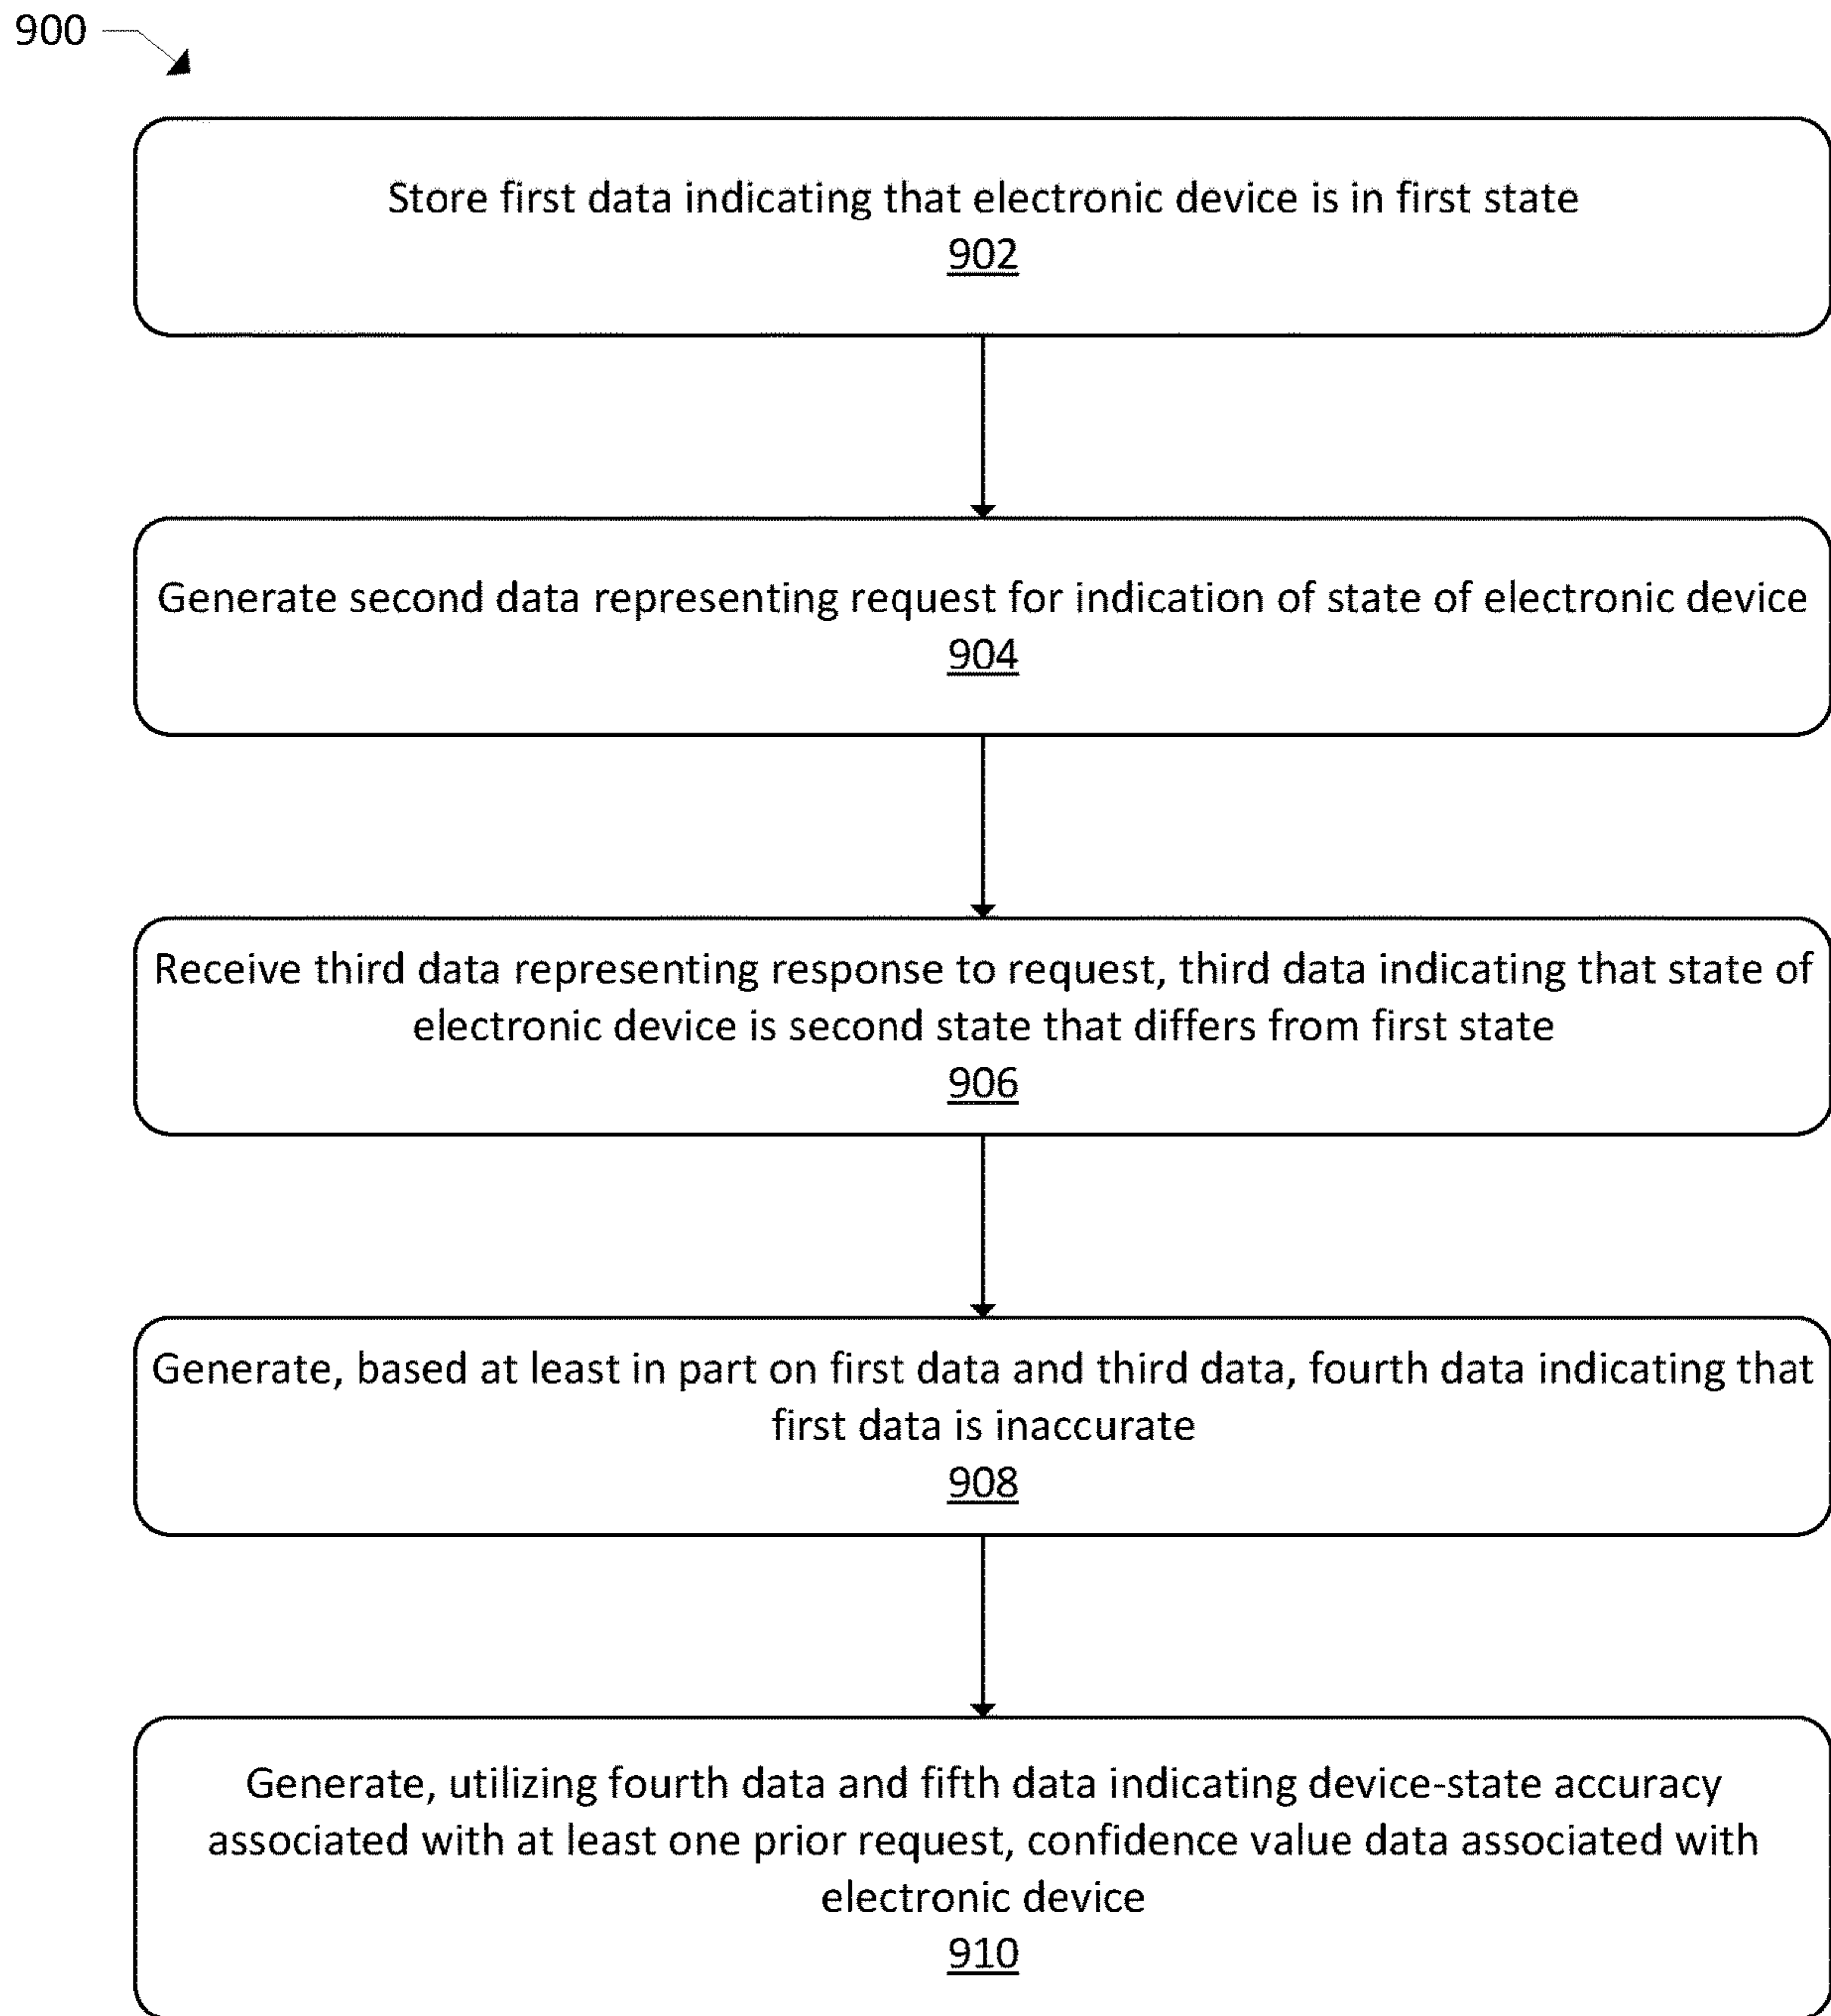 900
Store first data indicating that electronic device is in first state
902
Generate second data representing request for indication of state of electronic device
904
Receive third data representing response to request, third data indicating that state of
electronic device is second state that differs from first state
906
Generate, based at least in part on first data and third data, fourth data indicating that
first data is inaccurate
908
Generate, utilizing fourth data and fifth data indicating device-state accuracy
associated with at least one prior request, confidence value data associated with
electronic device
910